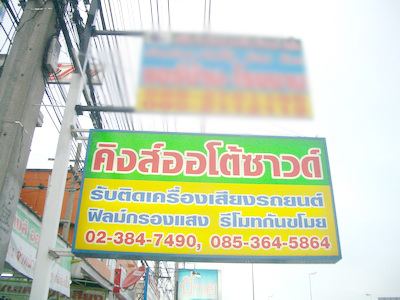 คิงส์ออโต้ซาวด์
รับติดเครื่องเสียงรถยนต์
ฟิลม์กรองแสง รีโมทกันขโมย
02-384-7490, 085-364-5864